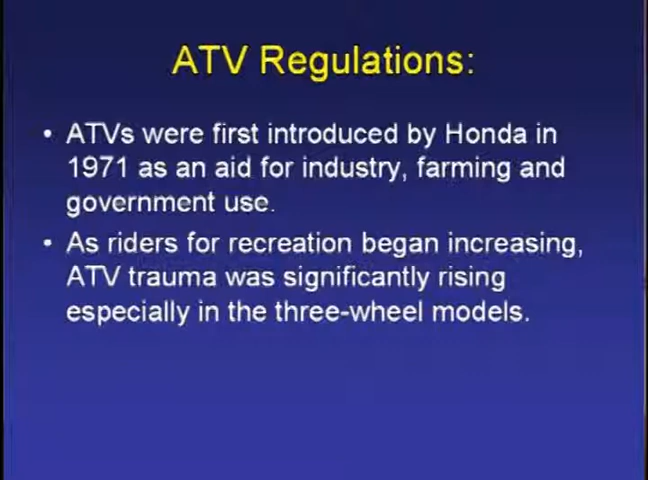 ATV Regulations:
• ATVs were first introduced by Honda in
1971 as an aid for industry, farming and
government use.
• As riders for recreation began increasing,
ATV trauma was significantly rising
especially in the three-wheel models.